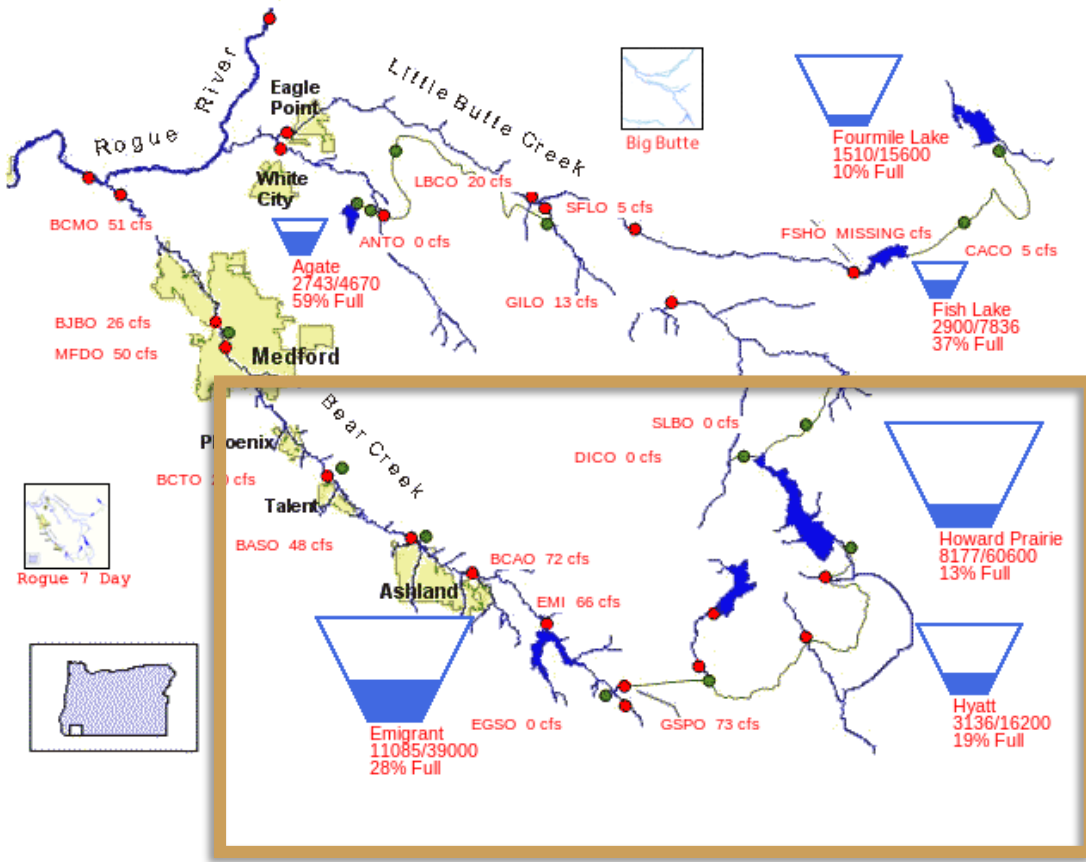 Rogue River
Eagle
Point
Little Butte Creek
Big Butte
Fourmile Lake
1510/15600
10% Full
White
City
LBCO 20 cfs
SFLO 5 cfs
BCMO 51 cfs
ANTO 0 cfs
FSHO MISSING cfs
CACO 5 cfs
Agate
2743/4670
59% Full
GILO 13 cfs
Fish Lake
2900/7836
37% Full
BJBO 26 cfs
MFDO 50 cfs
Medford
Bear Creek
SLBO 0 cfs
Phoenix
DICO 0 cfs
BCTO 20 cfs
Talent
Howard Prairie
8177/60600
13% Full
BASO 48 cfs
BCAO 72 cfs
Rogue 7 Day
Ashland
EMI 66 cfs
EGSO 0 cfs
GSPO 73 cfs
Hyatt
3136/16200
19% Full
Emigrant
11085/39000
28% Full